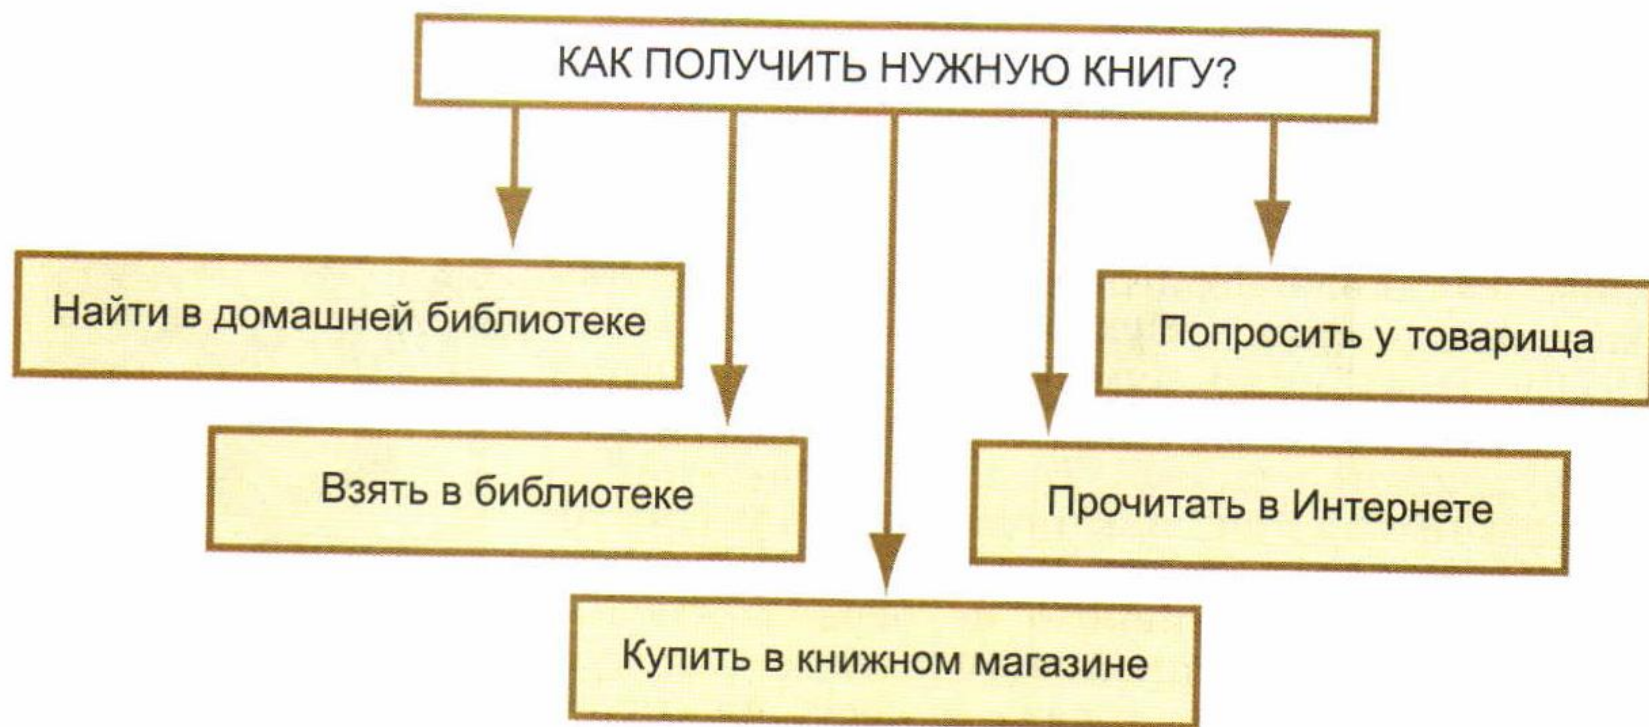 КАК ПОЛУЧИТЬ НУЖНУЮ КНИГУ?
Найти в домашней библиотеке
Попросить у товарища
Взять в библиотеке
Прочитать в Интернете
Купить в книжном магазине